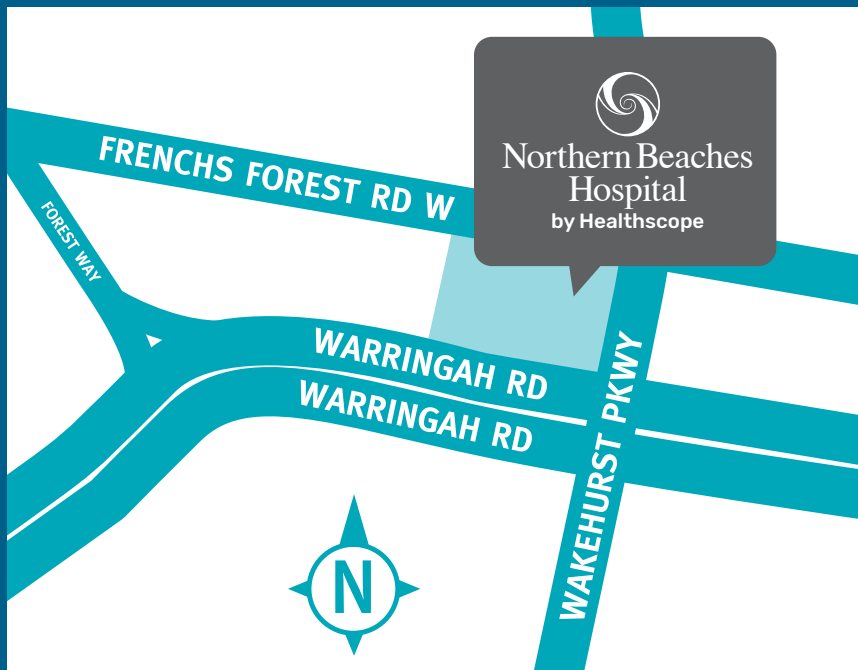 Northern Beaches
Hospital
by Healthscope
FRENCHS FOREST RD W
FOREST WAY
WARRINGAH RD
WARRINGAH RD
WAKEHURST PKWY
N